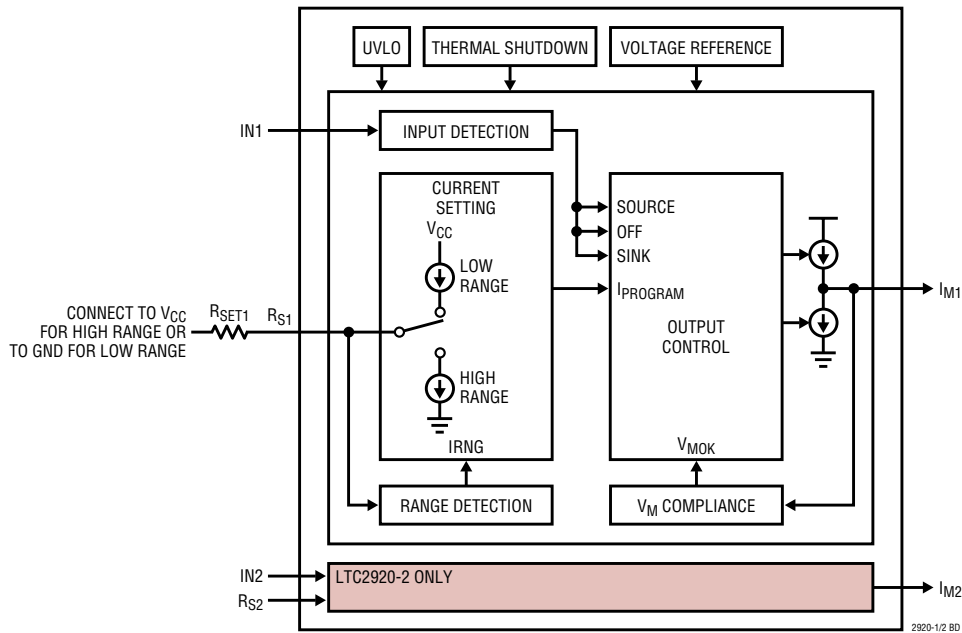 UVLO
THERMAL SHUTDOWN
VOLTAGE REFERENCE
IN1
INPUT DETECTION
CURRENT
SETTING
VCC
LOW
RANGE
HIGH
RANGE
IRNG
SOURCE
OFF
SINK
IPROGRAM
OUTPUT
CONTROL
VMOK
IM1
CONNECT TO VCC
FOR HIGH RANGE OR
TO GND FOR LOW RANGE
RSET1
RS1
RANGE DETECTION
VM COMPLIANCE
IN2
RS2
LTC2920-2 ONLY
IM2
2920-1/2 BD